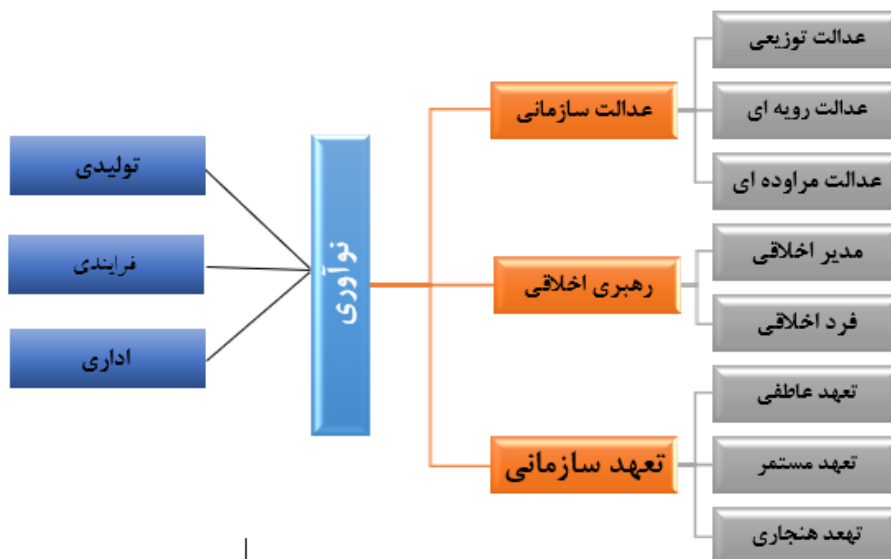 عدالت توزیعی
عدالت رویه ای
عدالت مراوده ای
عدالت سازمانی
مدیر اخلاقی
فرد اخلاقی
رهبری اخلاقی
تعهد عاطفی
تعهد مستمر
تهعد هنجاری
تعهد سازمانی
نوآوری
تولیدی
فرایندی
اداری